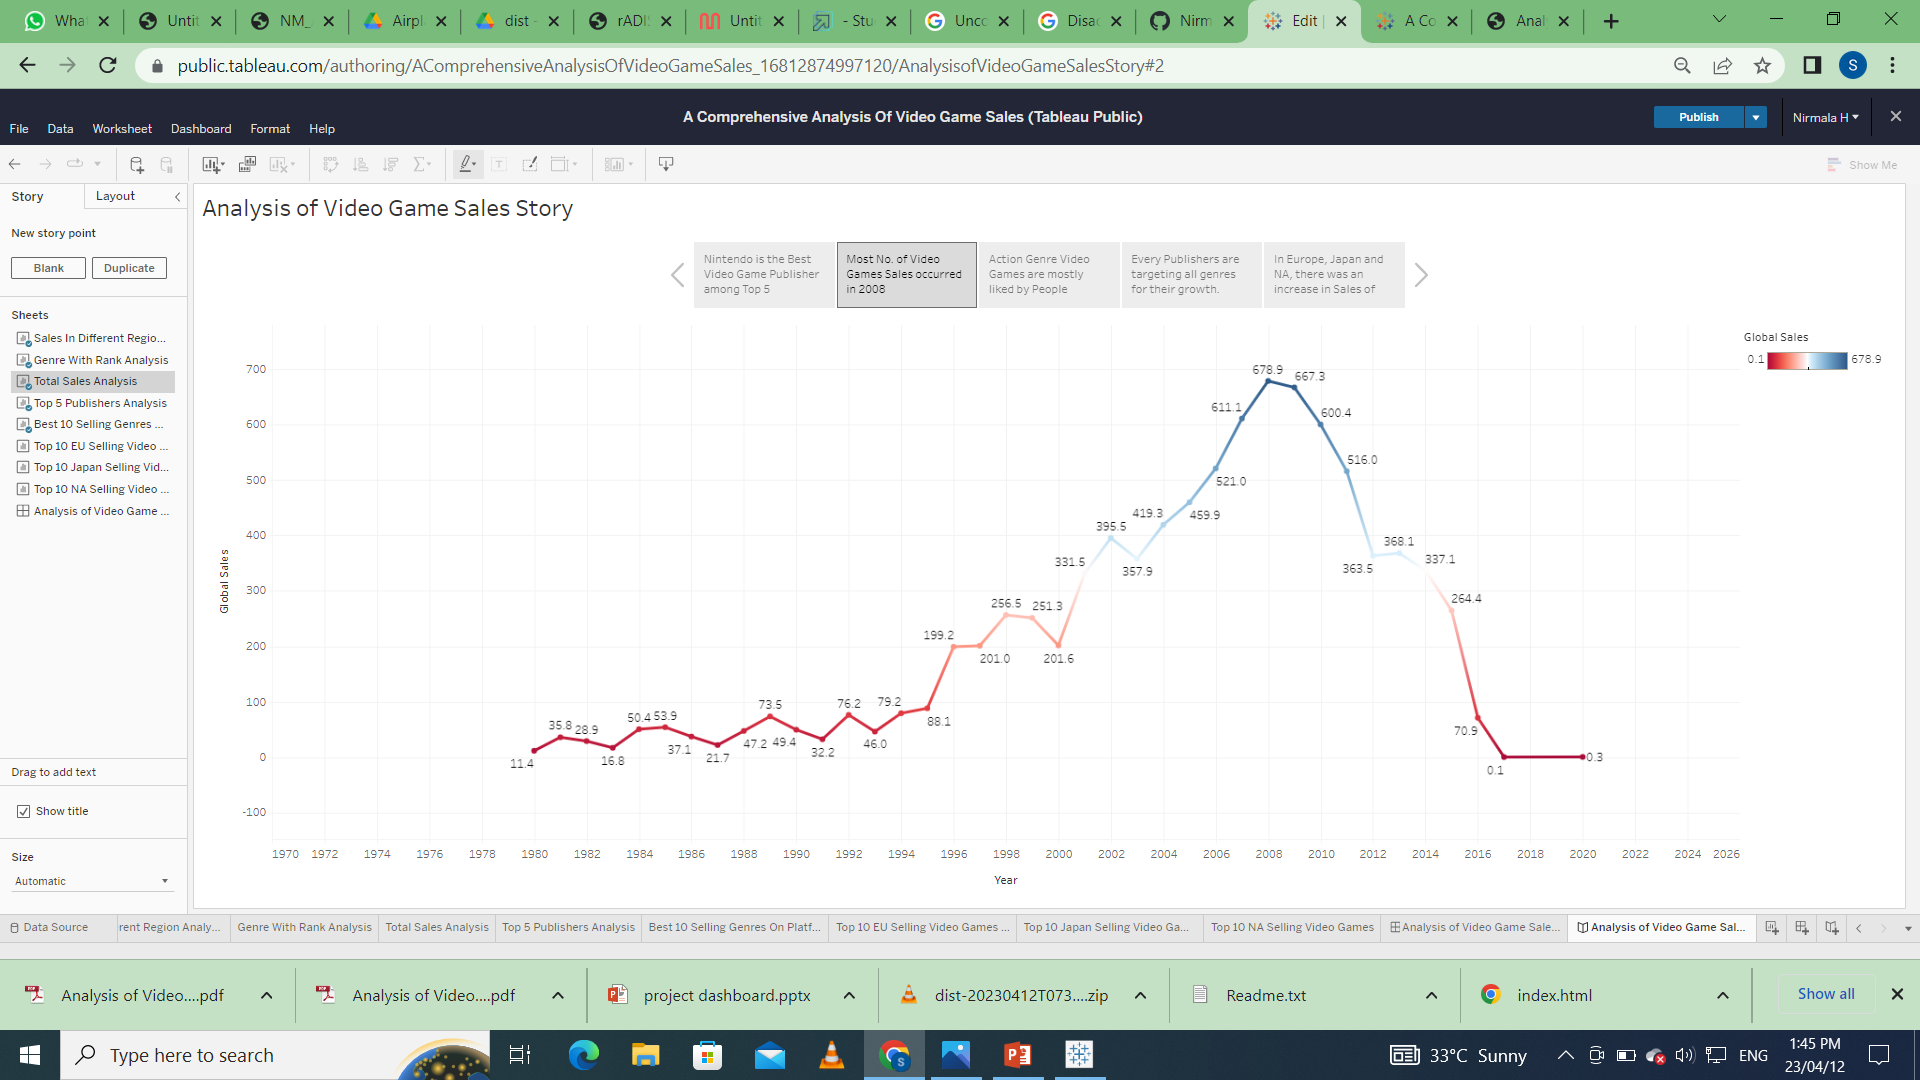 What
Untit
NM_
Airpl
dist -
rADI
Untit
- Stu
Unco
Disa
Nirm
Edit |
A Co
Anal
public.tableau.com/authoring/AComprehensiveAnalysisOfVideoGameSales_16812874997120/AnalysisofVideoGameSalesStory#2
S
A Comprehensive Analysis Of Video Game Sales (Tableau Public)
Publish
Nirmala H
File Data Worksheet Dashboard Format Help
Show Me
Story
Layout
New story point
Blank
Duplicate
Sheets
Sales In Different Regio...
Genre With Rank Analysis
Total Sales Analysis
Top 5 Publishers Analysis
Best 10 Selling Genres ...
Top 10 EU Selling Video ...
Top 10 Japan Selling Vid...
Top 10 NA Selling Video ...
Analysis of Video Game ...
Drag to add text
Show title
Size
Automatic
Analysis of Video Game Sales Story
Nintendo is the Best
Video Game Publisher
among Top 5
Most No. of Video
Games Sales occurred
in 2008
Action Genre Video
Games are mostly
liked by People
Every Publishers are
targeting all genres
for their growth.
In Europe, Japan and
NA, there was an
increase in Sales of
Global Sales
0.1 678.9
Global Sales
700
600
500
400
300
200
100
0
-100
11.4
35.8
28.9
16.8
50.4
53.9
37.1
21.7
47.2
73.5
49.4
32.2
76.2
46.0
79.2
88.1
199.2
201.0
256.5
251.3
201.6
331.5
395.5
357.9
419.3
459.9
521.0
611.1
678.9
667.3
600.4
516.0
363.5
368.1
337.1
264.4
70.9
0.1
0.3
1970 1972 1974 1976 1978 1980 1982 1984 1986 1988 1990 1992 1994 1996 1998 2000 2002 2004 2006 2008 2010 2012 2014 2016 2018 2020 2022 2024 2026
Year
Data Source
rent Region Analy...
Genre With Rank Analysis
Total Sales Analysis
Top 5 Publishers Analysis
Best 10 Selling Genres On Platf...
Top 10 EU Selling Video Games ...
Top 10 Japan Selling Video Ga...
Top 10 NA Selling Video Games
Analysis of Video Game Sale...
Analysis of Video Game Sal...
Analysis of Video....pdf
Analysis of Video....pdf
project dashboard.pptx
dist-20230412T073....zip
Readme.txt
index.html
Show all
Type here to search
33°C Sunny
ENG
1:45 PM
23/04/12